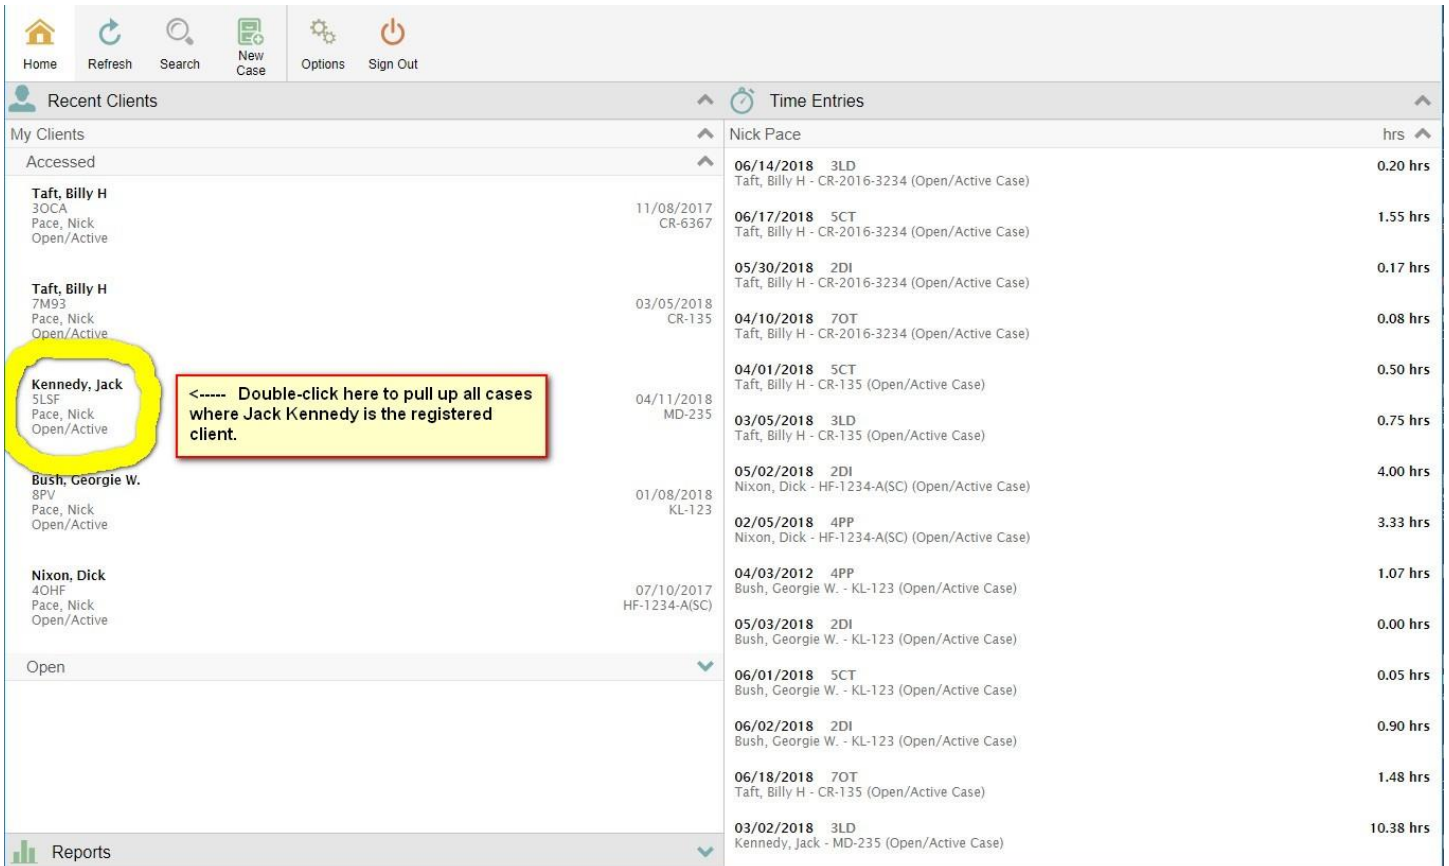 Home
Refresh
Search
New
Case
Options
Sign Out
Recent Clients
My Clients
Accessed
Taft, Billy H
3OCA
11/08/2017
Pace, Nick
CR-6367
Open/Active
Taft, Billy H
7M93
03/05/2018
Pace, Nick
CR-135
Open/Active
Kennedy, Jack
5LSF
04/11/2018
Pace, Nick
MD-235
Open/Active
<----- Double-click here to pull up all cases
where Jack Kennedy is the registered
client.
Bush, Georgie W.
8PV
01/08/2018
Pace, Nick
KL-123
Open/Active
Nixon, Dick
4OHF
07/10/2017
Pace, Nick
HF-1234-A(SC)
Open/Active
Open
Reports
Time Entries
Nick Pace hrs
06/14/2018 3LD 0.20 hrs
Taft, Billy H - CR-2016-3234 (Open/Active Case)
06/17/2018 5CT 1.55 hrs
Taft, Billy H - CR-2016-3234 (Open/Active Case)
05/30/2018 2DI 0.17 hrs
Taft, Billy H - CR-2016-3234 (Open/Active Case)
04/10/2018 7OT 0.08 hrs
Taft, Billy H - CR-2016-3234 (Open/Active Case)
04/01/2018 5CT 0.50 hrs
Taft, Billy H - CR-135 (Open/Active Case)
03/05/2018 3LD 0.75 hrs
Taft, Billy H - CR-135 (Open/Active Case)
05/02/2018 2DI 4.00 hrs
Nixon, Dick - HF-1234-A(SC) (Open/Active Case)
02/05/2018 4PP 3.33 hrs
Nixon, Dick - HF-1234-A(SC) (Open/Active Case)
04/03/2012 4PP 1.07 hrs
Bush, Georgie W. - KL-123 (Open/Active Case)
05/03/2018 2DI 0.00 hrs
Bush, Georgie W. - KL-123 (Open/Active Case)
06/01/2018 5CT 0.05 hrs
Bush, Georgie W. - KL-123 (Open/Active Case)
06/02/2018 2DI 0.90 hrs
Bush, Georgie W. - KL-123 (Open/Active Case)
06/18/2018 7OT 1.48 hrs
Taft, Billy H - CR-135 (Open/Active Case)
03/02/2018 3LD 10.38 hrs
Kennedy, Jack - MD-235 (Open/Active Case)